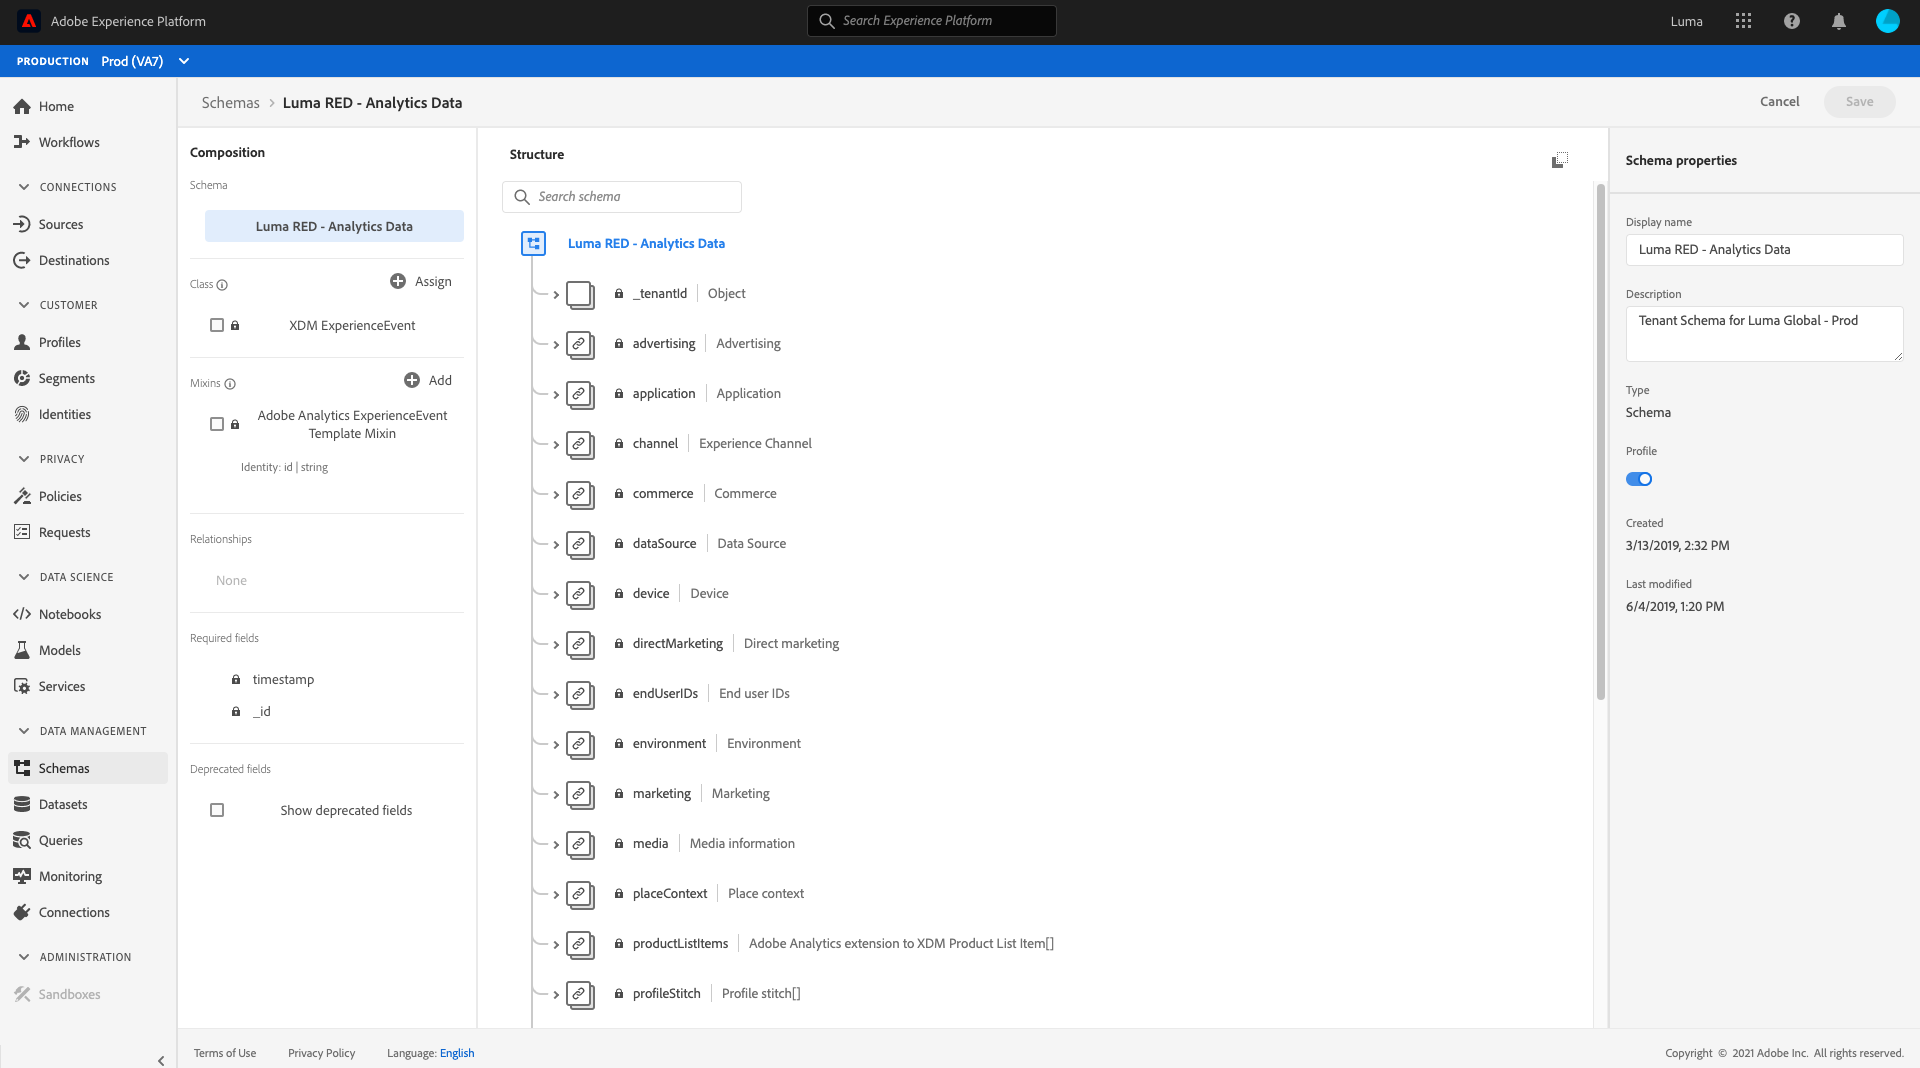 Adobe Experience Platform
Search Experience Platform
Luma
PRODUCTION Prod (VA7)
Home
Workflows
CONNECTIONS
Sources
Destinations
CUSTOMER
Profiles
Segments
Identities
PRIVACY
Policies
Requests
DATA SCIENCE
Notebooks
Models
Services
DATA MANAGEMENT
Schemas
Datasets
Queries
Monitoring
Connections
ADMINISTRATION
Sandboxes
Schemas > Luma RED - Analytics Data
Cancel
Save
Composition
Schema
Luma RED - Analytics Data
Class
Assign
XDM ExperienceEvent
Mixins
Add
Adobe Analytics ExperienceEvent
Template Mixin
Identity: id | string
Relationships
None
Required fields
timestamp
_id
Deprecated fields
Show deprecated fields
Structure
Search schema
Luma RED - Analytics Data
_tenantId | Object
advertising | Advertising
application | Application
channel | Experience Channel
commerce | Commerce
dataSource | Data Source
device | Device
directMarketing | Direct marketing
endUserIDs | End user IDs
environment | Environment
marketing | Marketing
media | Media information
placeContext | Place context
productListItems | Adobe Analytics extension to XDM Product List Item[]
profileStitch | Profile stitch[]
Schema properties
Display name
Luma RED - Analytics Data
Description
Tenant Schema for Luma Global - Prod
Type
Schema
Profile
Created
3/13/2019, 2:32 PM
Last modified
6/4/2019, 1:20 PM
Terms of Use
Privacy Policy
Language: English
Copyright © 2021 Adobe Inc. All rights reserved.